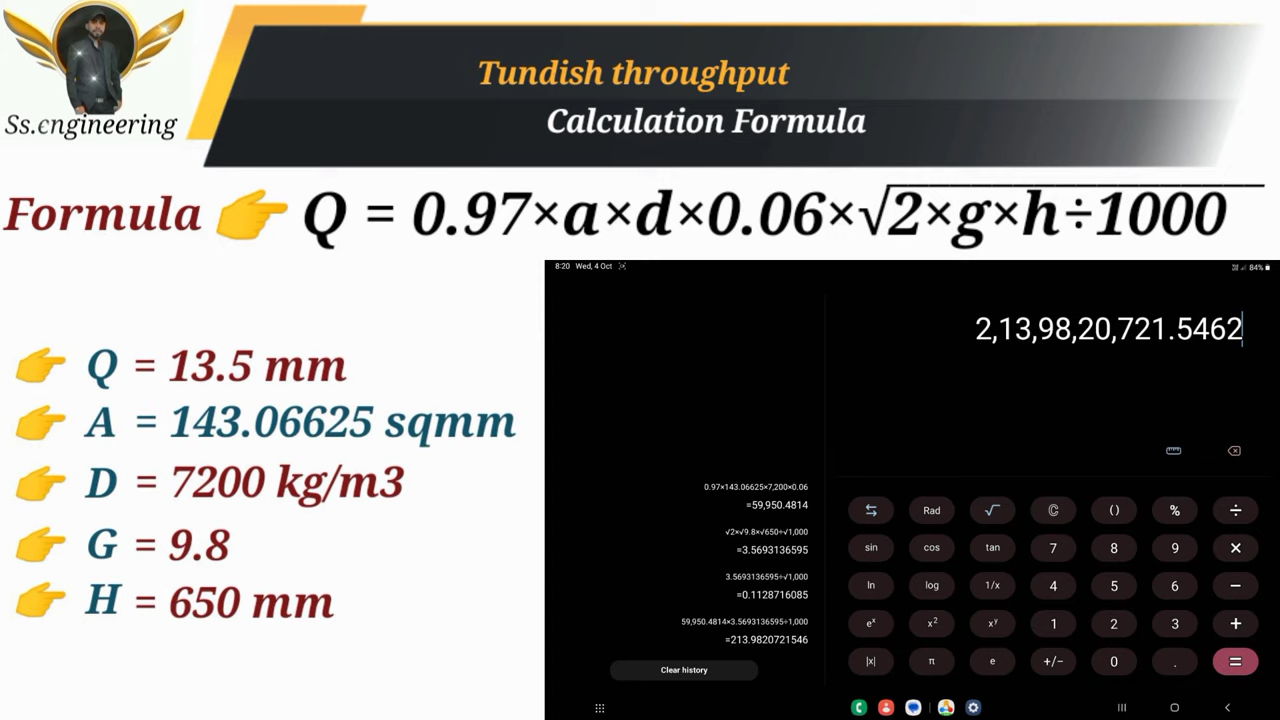 Ss.engineering
Tundish throughput
Calculation Formula
Formula 👉 Q = 0.97×a×d×0.06×√2×g×h÷1000
👉 Q = 13.5 mm
👉 A = 143.06625 sqmm
👉 D = 7200 kg/m3
👉 G = 9.8
👉 H = 650 mm
8:20 Wed, 4 Oct
84%
2,13,98,20,721.5462
0.97×143.06625×7,200×0.06
=59,950.4814
√2×√9.8×√650÷√1,000
=3.5693136595
3.5693136595÷√1,000
=0.1128716085
59,950.4814×3.5693136595÷1,000
=213.9820721546
Clear history
Rad √ C () % ÷
sin cos tan 7 8 9 ×
ln log 1/x 4 5 6 −
eˣ x² xʸ 1 2 3 +
|x| π e +/− 0 . =